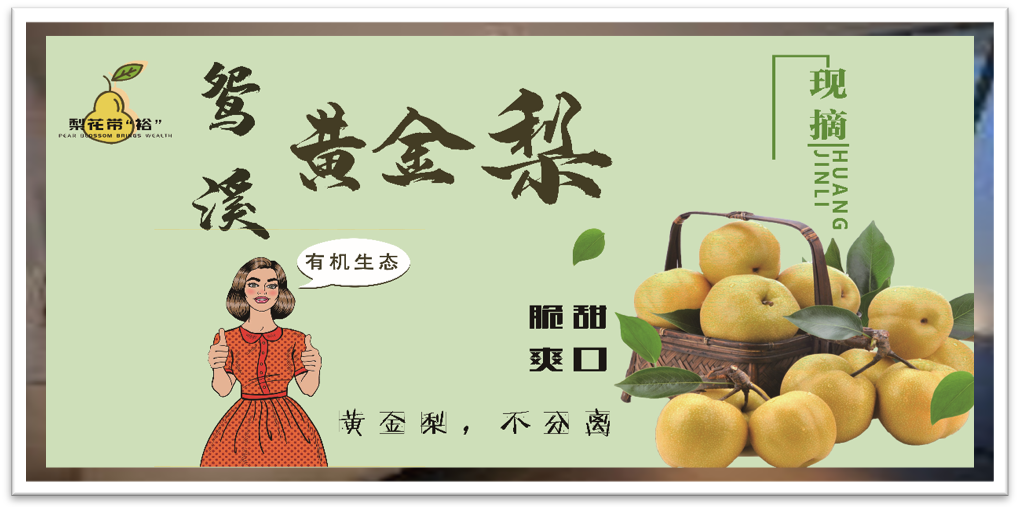 梨花带“裕”
PEAR BLOSSOM BRINGS WEALTH
鸳溪
黄金梨
现摘
HUANG
JINLI
有机生态
脆甜
爽口
黄金梨，不分离